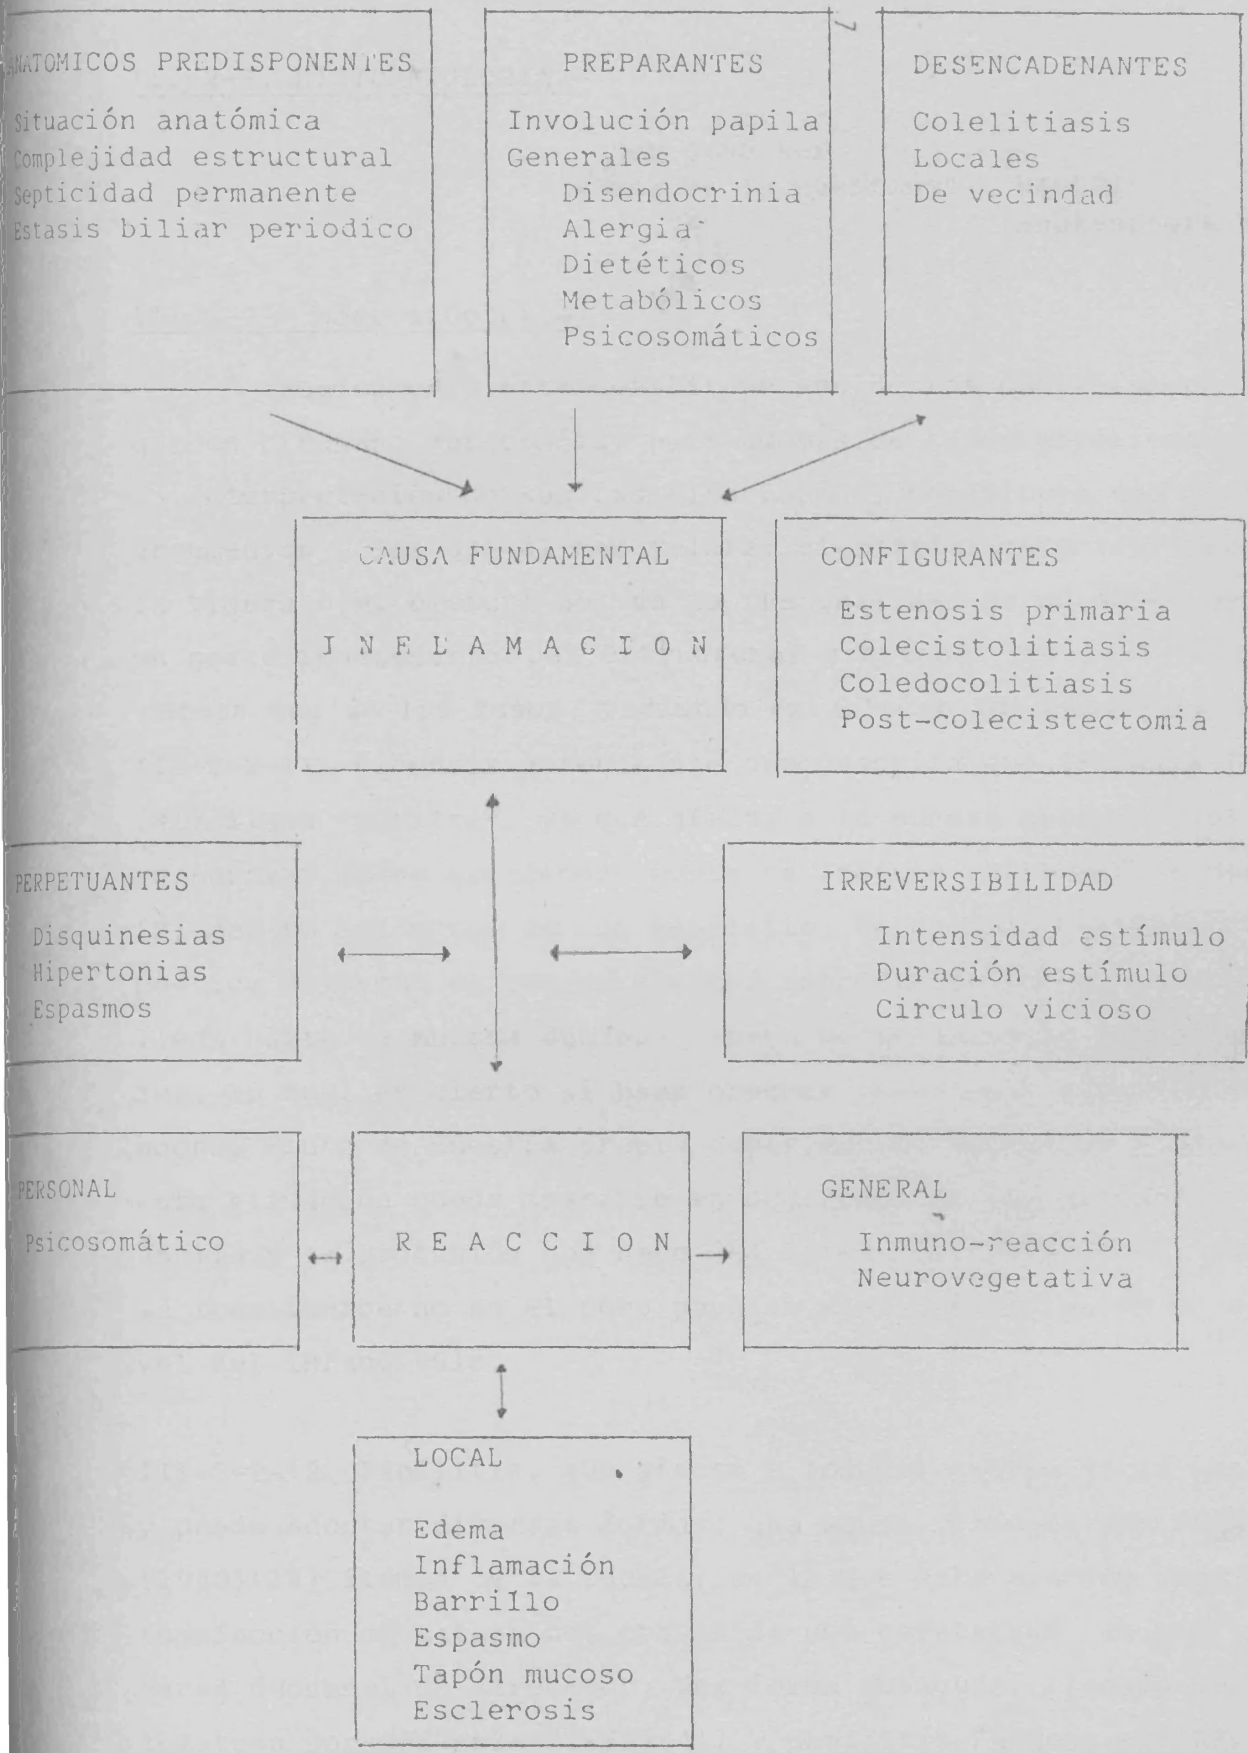 ANATOMICOS PREDISPONENTES
Situación anatómica
Complejidad estructural
Septicidad permanente
Estasis biliar periodico
PREPARANTES
Involución papila
Generales
Disendocrinia
Alergia
Dietéticos
Metabólicos
Psicosomáticos
DESENCADENANTES
Colelitiasis
Locales
De vecindad
CAUSA FUNDAMENTAL
I N F L A M A C I O N
CONFIGURANTES
Estenosis primaria
Colecistolitiasis
Coledocolitiasis
Post-colecistectomia
PERPETUANTES
Disquinesias
Hipertonias
Espasmos
IRREVERSIBILIDAD
Intensidad estímulo
Duración estímulo
Circulo vicioso
PERSONAL
Psicosomático
R E A C C I O N
GENERAL
Inmuno-reacción
Neurovegetativa
LOCAL
Edema
Inflamación
Barrillo
Espasmo
Tapón mucoso
Esclerosis